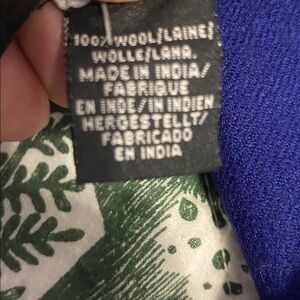 100% WOOL/LAINE/
WOLLE/LANA.
MADE IN INDIA/
FABRIQUE
EN INDE/IN INDIEN
HERGESTELLT/
FABRICADO
EN INDIA